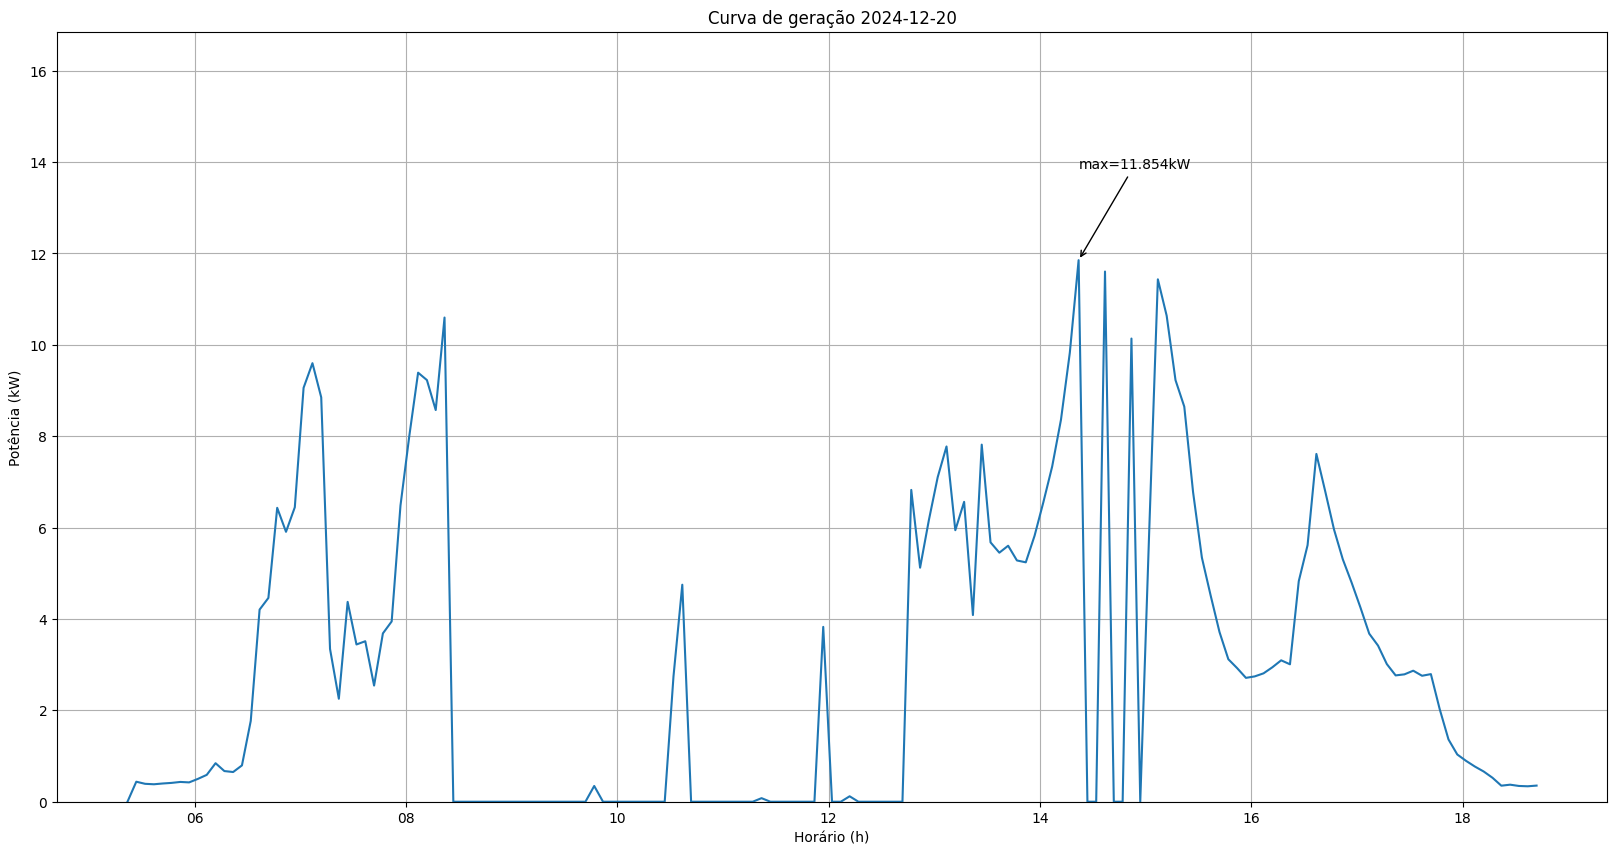 Curva de geração 2024-12-20
Potência (kW)
16
14
12
10
8
6
4
2
0
max=11.854kW
06 08 10 12 14 16 18
Horário (h)